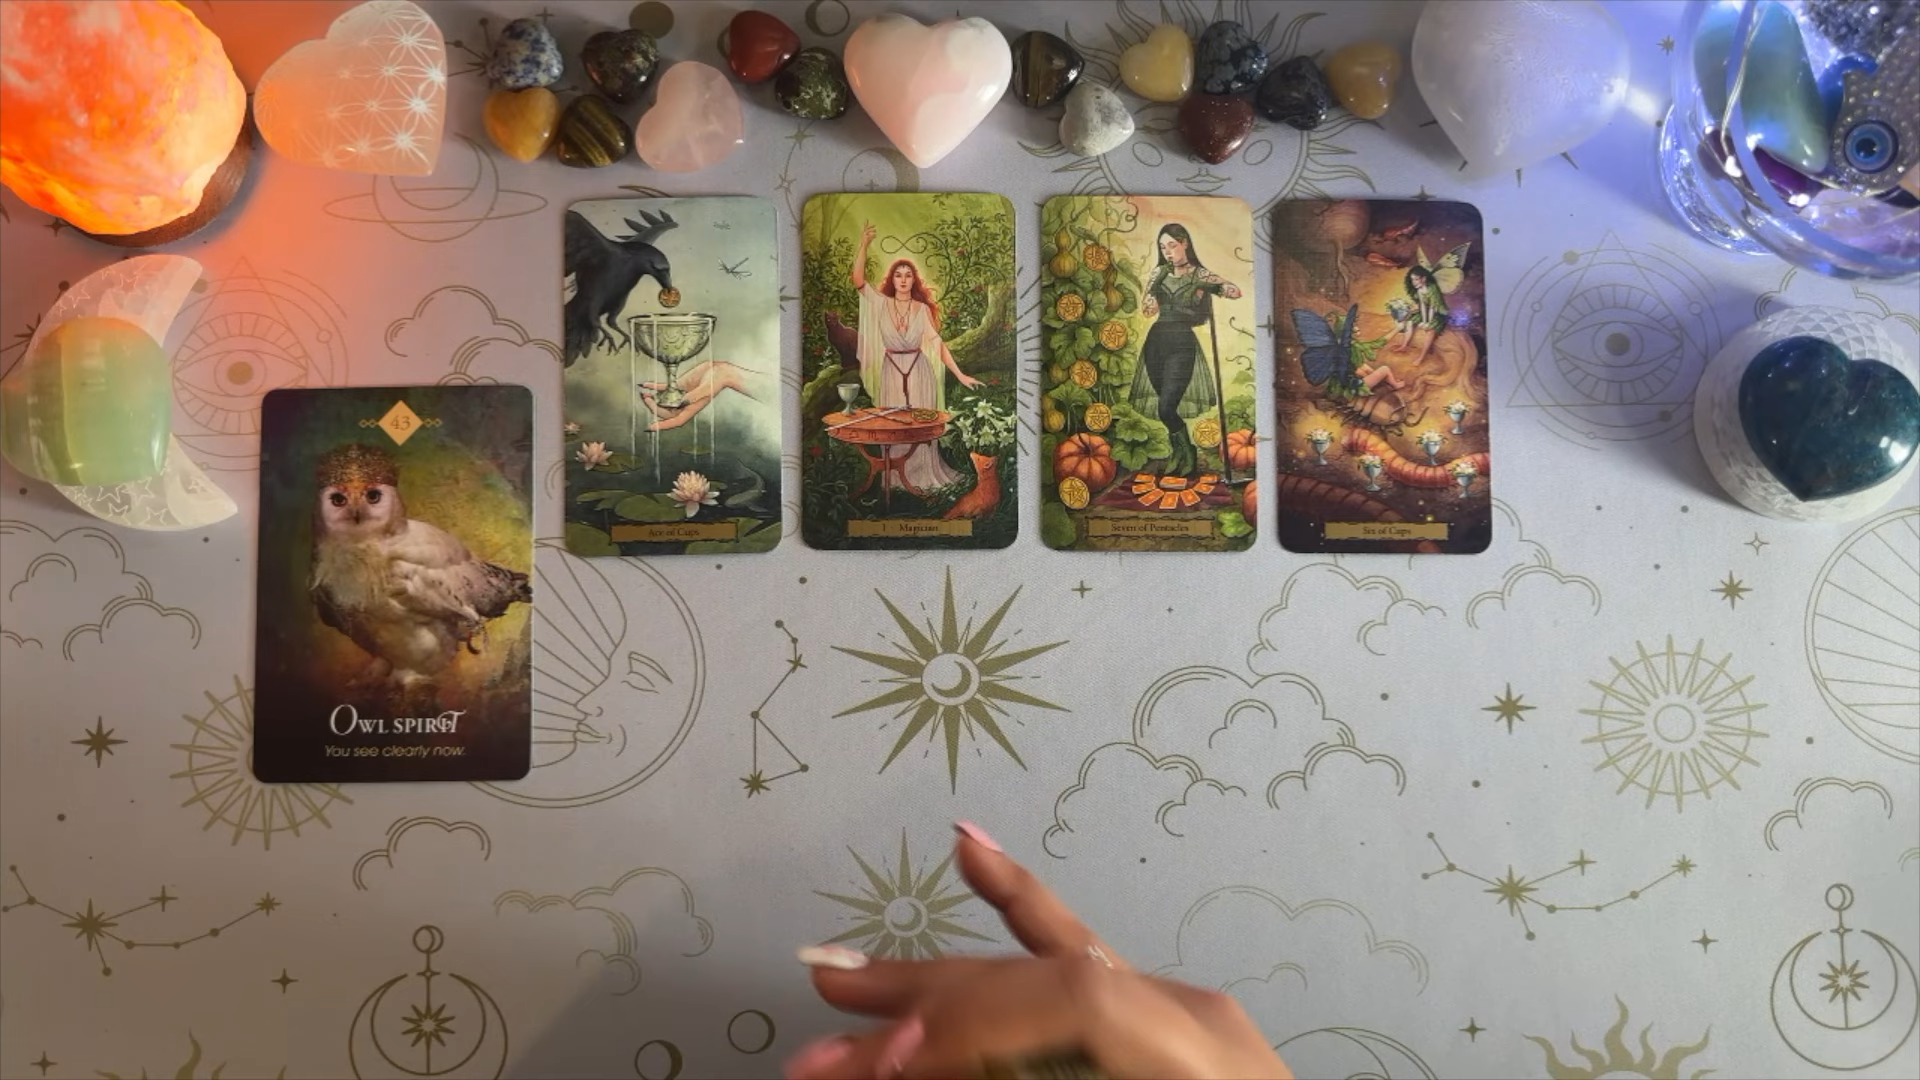 43
OWL SPIRIT
You see clearly now.
Ace of Cups
I - Magician
Seven of Pentacles
Six of Cups